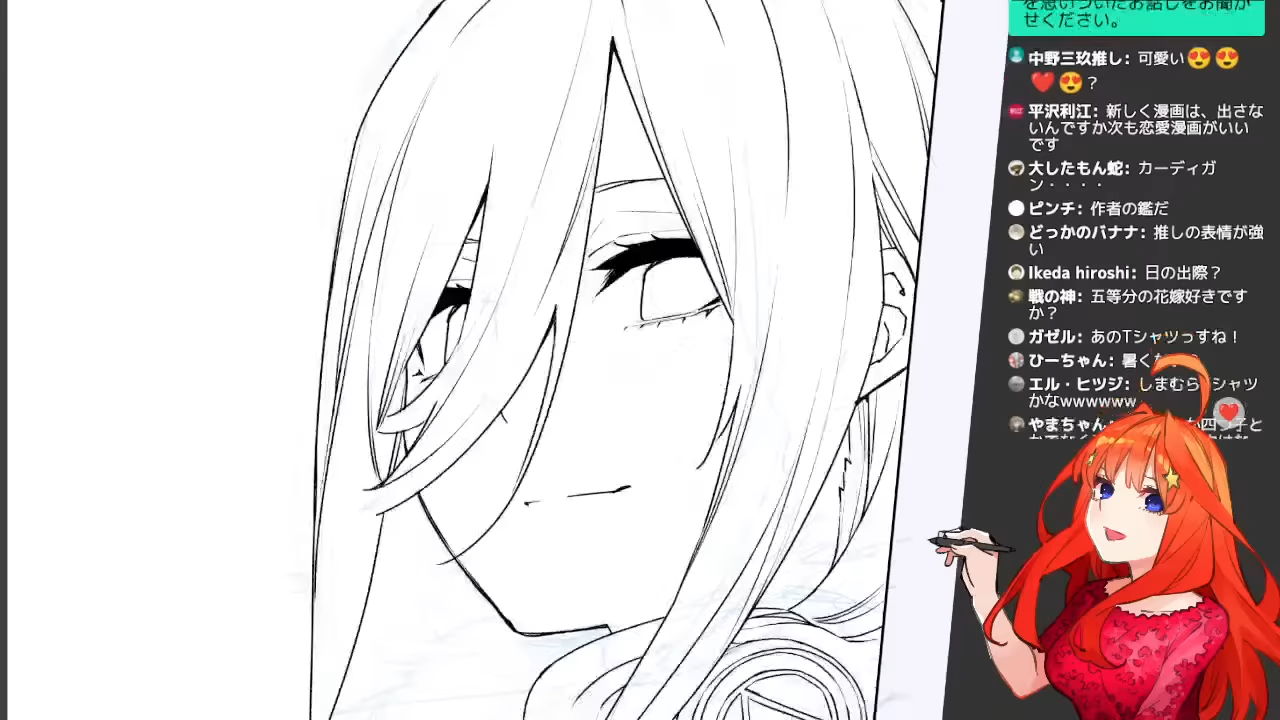 を思いついたお話しをお聞か
せください。
中野三玖推し: 可愛い😍😍
❤️😍?
平沢利江: 新しく漫画は、出さな
いんですか次も恋愛漫画がいい
です
大したもん蛇: カーディガ
ン・・・・
ピンチ: 作者の鑑だ
どっかのバナナ: 推しの表情が強
い
Ikeda hiroshi: 日の出際？
戦の神: 五等分の花嫁好きです
か？
ガゼル: あのTシャツっすね！
ひーちゃん: 暑く
エル・ヒツジ: しまむら シャツ
かなwwwwww
やまちゃん